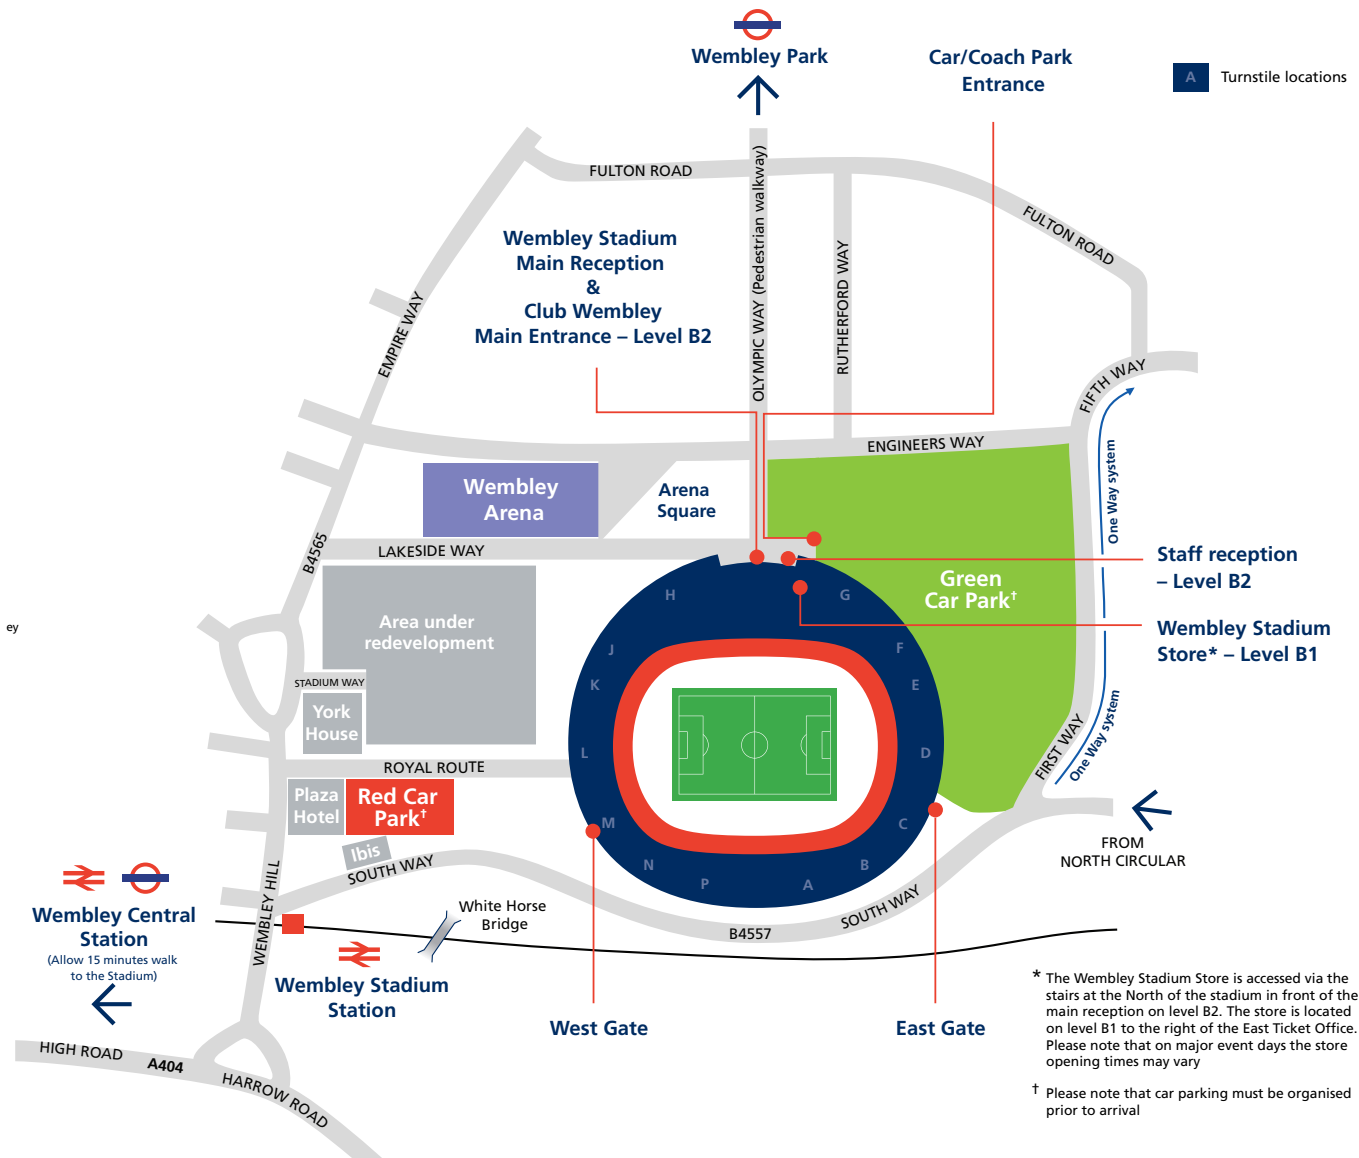 Wembley Park
Car/Coach Park
Entrance
A
Turnstile locations
FULTON ROAD
OLYMPIC WAY (Pedestrian walkway)
FULTON ROAD
Wembley Stadium
Main Reception
&
Club Wembley
Main Entrance – Level B2
RUTHERFORD WAY
EMPIRE WAY
FIFTH WAY
ENGINEERS WAY
One Way system
Wembley
Arena
Arena
Square
B4565
LAKESIDE WAY
Staff reception
– Level B2
Green
Car Park†
H
G
Area under
redevelopment
ey
Wembley Stadium
Store* – Level B1
J
F
K
E
STADIUM WAY
York
House
One Way system
FIRST WAY
L
D
ROYAL ROUTE
Plaza
Hotel
Red Car
Park†
M
C
FROM
NORTH CIRCULAR
Ibis
SOUTH WAY
N
B
P
A
WEMBLEY HILL
SOUTH WAY
White Horse
Bridge
B4557
Wembley Central
Station
(Allow 15 minutes walk
to the Stadium)
Wembley Stadium
Station
West Gate
East Gate
* The Wembley Stadium Store is accessed via the
stairs at the North of the stadium in front of the
main reception on level B2. The store is located
on level B1 to the right of the East Ticket Office.
Please note that on major event days the store
opening times may vary
† Please note that car parking must be organised
prior to arrival
HIGH ROAD
A404
HARROW ROAD